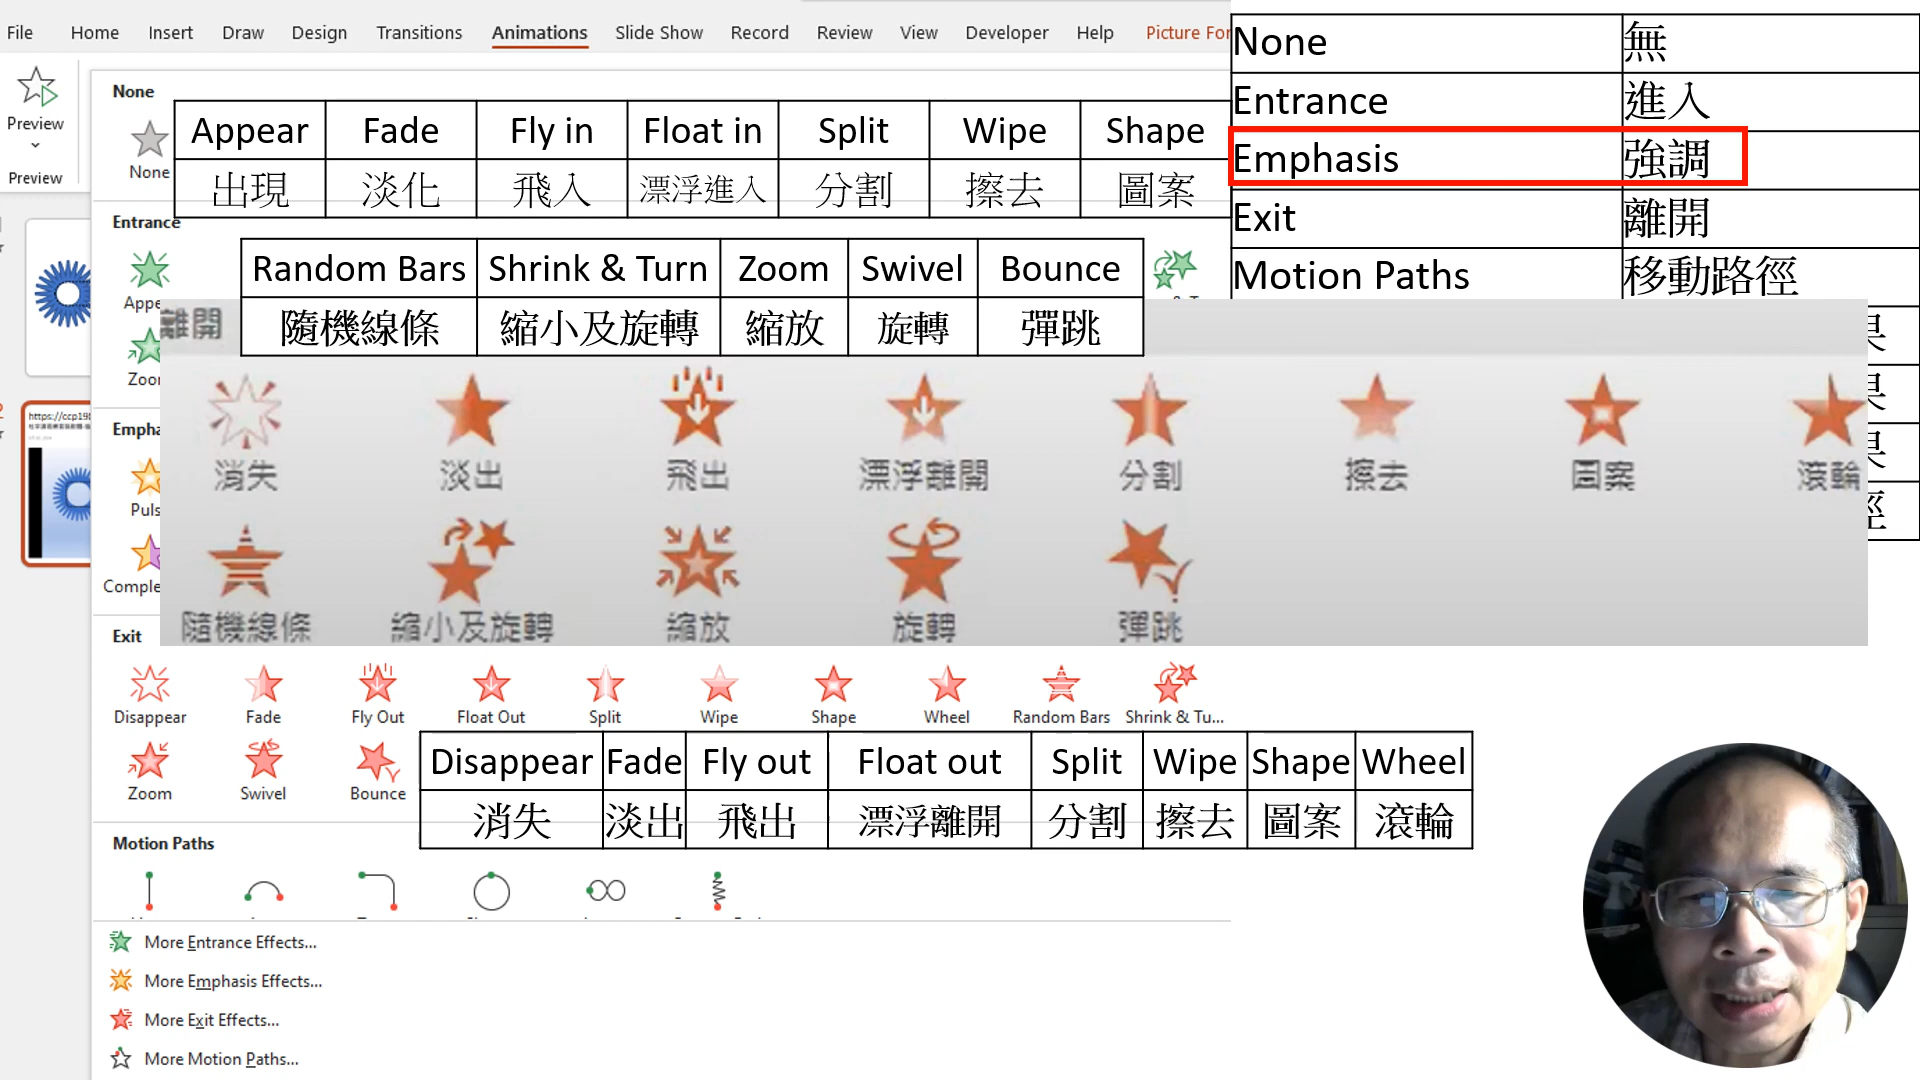 File Home Insert Draw Design Transitions Animations Slide Show Record Review View Developer Help Picture For
Preview
Preview
None
None
Appear Fade Fly in Float in Split Wipe Shape
出現 淡化 飛入 漂浮進入 分割 擦去 圖案
None 無
Entrance 進入
Emphasis 強調
Exit 離開
Motion Paths 移動路徑
Entrance
Random Bars Shrink & Turn Zoom Swivel Bounce
隨機線條 縮小及旋轉 縮放 旋轉 彈跳
離開
消失 淡出 飛出 漂浮離開 分割 擦去 圖案 滾輪
隨機線條 縮小及旋轉 縮放 旋轉 彈跳
Exit
Disappear Fade Fly Out Float Out Split Wipe Shape Wheel Random Bars Shrink & Tu...
Zoom Swivel Bounce
Disappear Fade Fly out Float out Split Wipe Shape Wheel
消失 淡出 飛出 漂浮離開 分割 擦去 圖案 滾輪
Motion Paths
More Entrance Effects...
More Emphasis Effects...
More Exit Effects...
More Motion Paths...